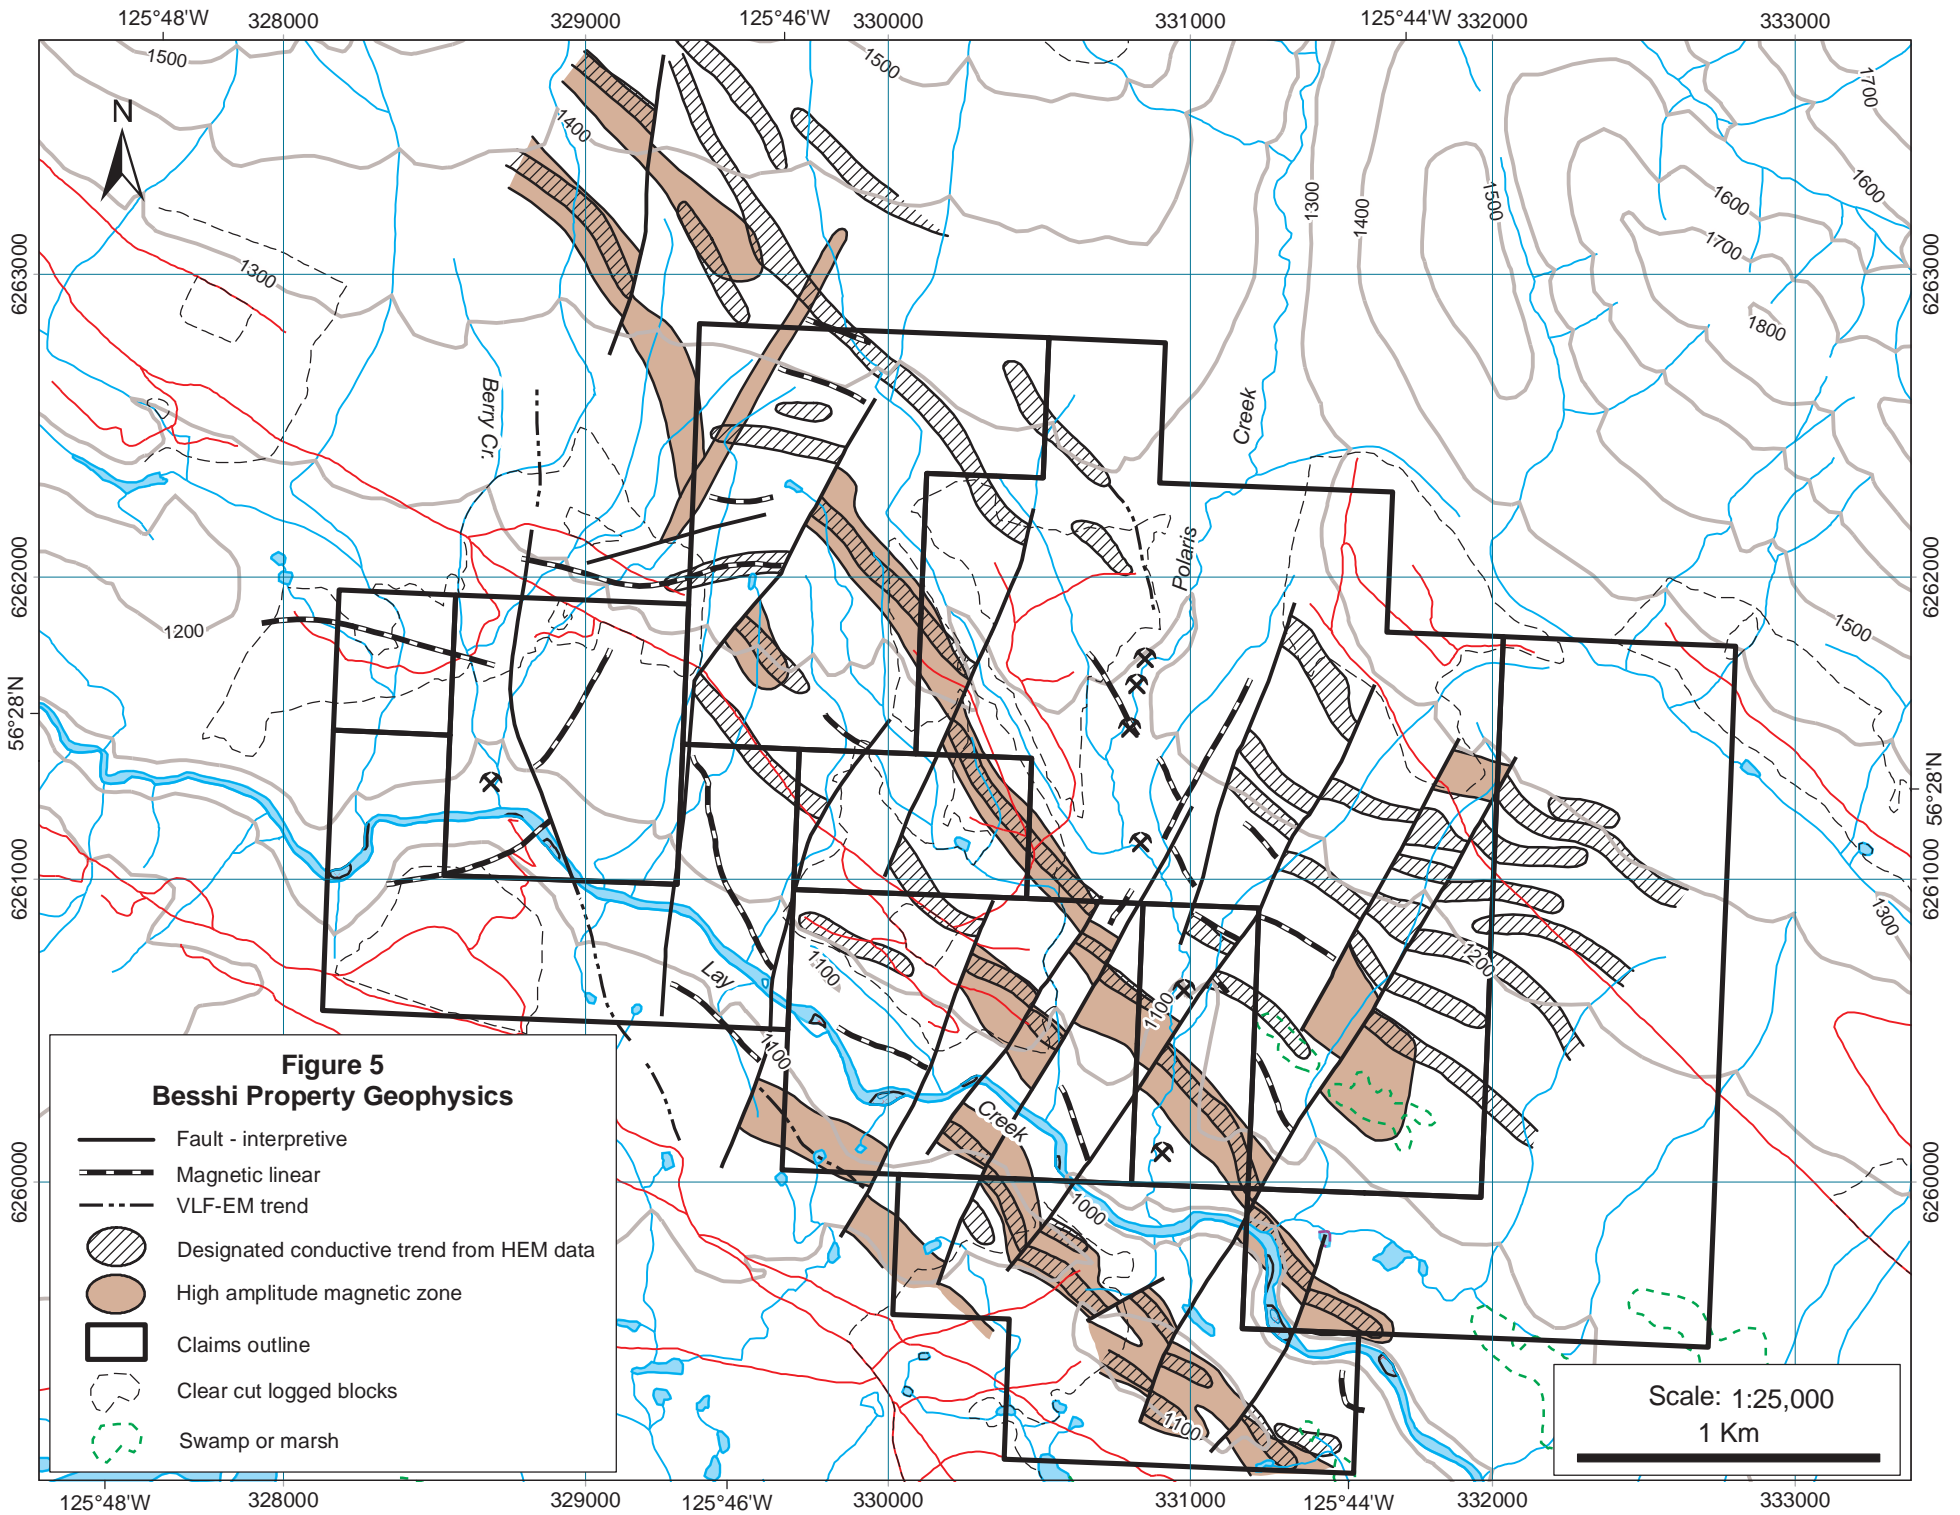 125°48'W 328000 329000 125°46'W 330000 331000 125°44'W 332000 333000
1500
1500
1700
N
1400
1300
1400
1500
1600
1600
1700
6263000
1300
6263000
1800
Berry Cr.
Creek
6262000
Polaris
6262000
1200
1500
56°28'N
56°28'N
6261000
6261000
1300
1200
1100
Lay
1100
1100
Creek
6260000
1000
6260000
1100
Figure 5
Besshi Property Geophysics
Fault - interpretive
Magnetic linear
VLF-EM trend
Designated conductive trend from HEM data
High amplitude magnetic zone
Claims outline
Clear cut logged blocks
Swamp or marsh
Scale: 1:25,000
1 Km
125°48'W 328000 329000 125°46'W 330000 331000 125°44'W 332000 333000